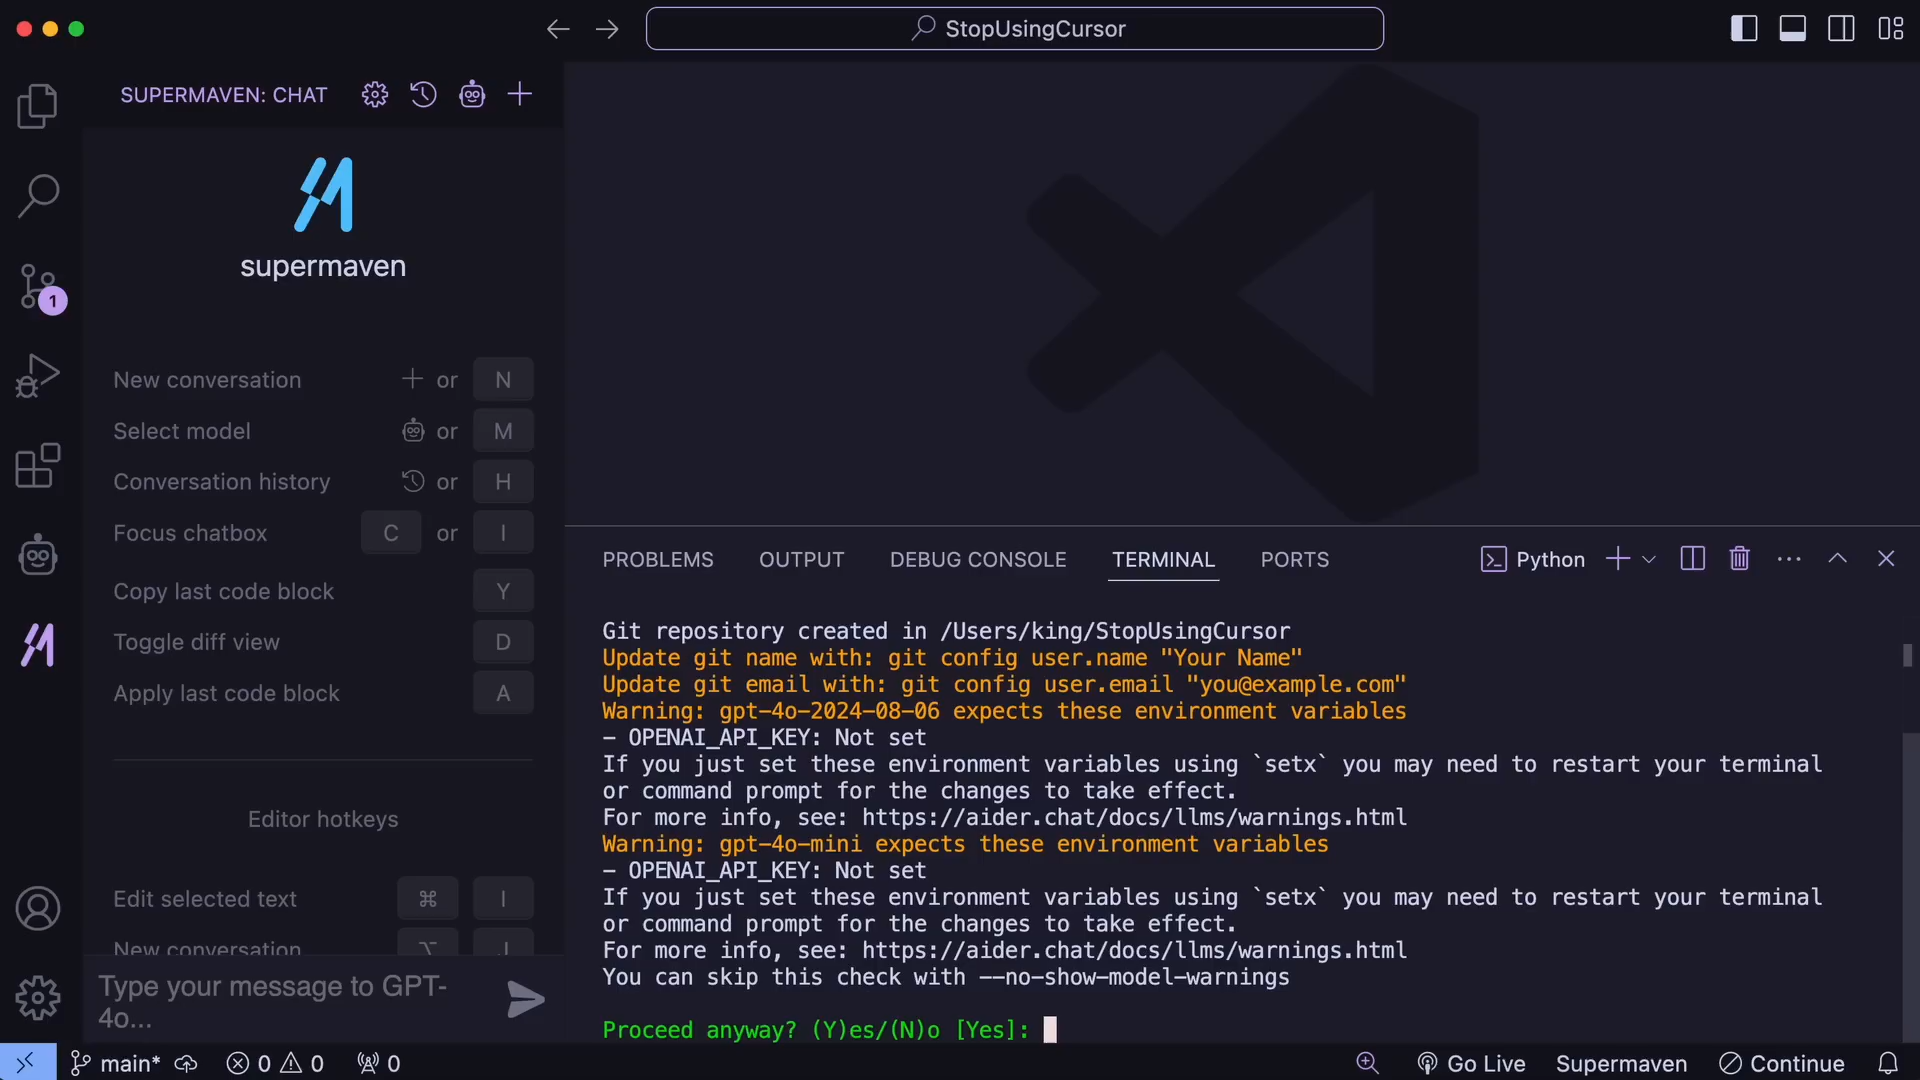 StopUsingCursor
SUPERMAVEN: CHAT
supermaven
1
New conversation or N
Select model or M
Conversation history or H
Focus chatbox C or I
Copy last code block Y
Toggle diff view D
Apply last code block A
Editor hotkeys
Edit selected text ⌘ I
New conversation ⌥ J
Type your message to GPT-
4o...
PROBLEMS OUTPUT DEBUG CONSOLE TERMINAL PORTS Python
Git repository created in /Users/king/StopUsingCursor
Update git name with: git config user.name "Your Name"
Update git email with: git config user.email "you@example.com"
Warning: gpt-4o-2024-08-06 expects these environment variables
- OPENAI_API_KEY: Not set
If you just set these environment variables using `setx` you may need to restart your terminal
or command prompt for the changes to take effect.
For more info, see: https://aider.chat/docs/llms/warnings.html
Warning: gpt-4o-mini expects these environment variables
- OPENAI_API_KEY: Not set
If you just set these environment variables using `setx` you may need to restart your terminal
or command prompt for the changes to take effect.
For more info, see: https://aider.chat/docs/llms/warnings.html
You can skip this check with --no-show-model-warnings
Proceed anyway? (Y)es/(N)o [Yes]:
main* 0 0 0 Go Live Supermaven Continue